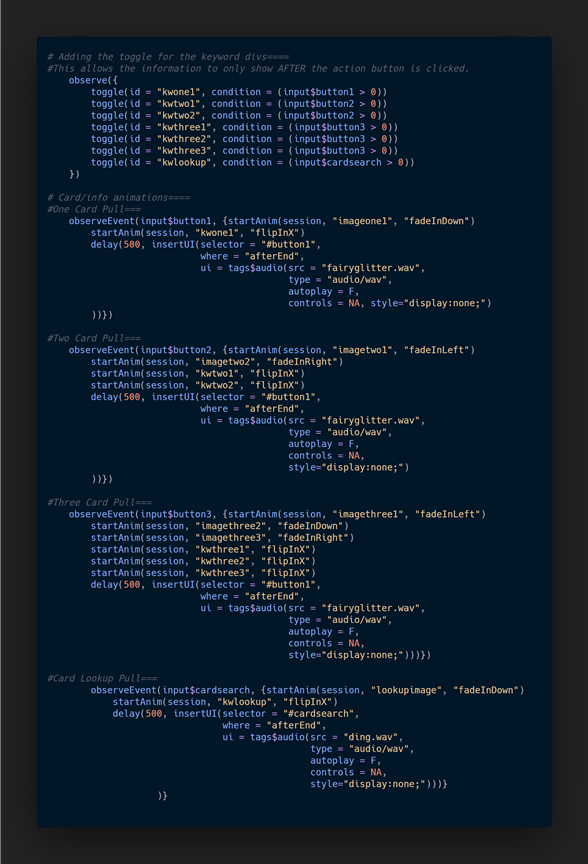 # Adding the toggle for the keyword divs====
#This allows the information to only show AFTER the action button is clicked.
    observe({
        toggle(id = "kwone1", condition = (input$button1 > 0))
        toggle(id = "kwtwo1", condition = (input$button2 > 0))
        toggle(id = "kwtwo2", condition = (input$button2 > 0))
        toggle(id = "kwthree1", condition = (input$button3 > 0))
        toggle(id = "kwthree2", condition = (input$button3 > 0))
        toggle(id = "kwthree3", condition = (input$button3 > 0))
        toggle(id = "kwlookup", condition = (input$cardsearch > 0))
    })

# Card/info animations====
#One Card Pull===
    observeEvent(input$button1, {startAnim(session, "imageone1", "fadeInDown")
        startAnim(session, "kwone1", "flipInX")
        delay(500, insertUI(selector = "#button1",
                            where = "afterEnd",
                            ui = tags$audio(src = "fairyglitter.wav",
                                            type = "audio/wav",
                                            autoplay = F,
                                            controls = NA, style="display:none;")
        ))})

#Two Card Pull===
    observeEvent(input$button2, {startAnim(session, "imagetwo1", "fadeInLeft")
        startAnim(session, "imagetwo2", "fadeInRight")
        startAnim(session, "kwtwo1", "flipInX")
        startAnim(session, "kwtwo2", "flipInX")
        delay(500, insertUI(selector = "#button1",
                            where = "afterEnd",
                            ui = tags$audio(src = "fairyglitter.wav",
                                            type = "audio/wav",
                                            autoplay = F,
                                            controls = NA,
                                            style="display:none;")
        ))})

#Three Card Pull===
    observeEvent(input$button3, {startAnim(session, "imagethree1", "fadeInLeft")
        startAnim(session, "imagethree2", "fadeInDown")
        startAnim(session, "imagethree3", "fadeInRight")
        startAnim(session, "kwthree1", "flipInX")
        startAnim(session, "kwthree2", "flipInX")
        startAnim(session, "kwthree3", "flipInX")
        delay(500, insertUI(selector = "#button1",
                            where = "afterEnd",
                            ui = tags$audio(src = "fairyglitter.wav",
                                            type = "audio/wav",
                                            autoplay = F,
                                            controls = NA,
                                            style="display:none;")))})

#Card Lookup Pull===
        observeEvent(input$cardsearch, {startAnim(session, "lookupimage", "fadeInDown")
            startAnim(session, "kwlookup", "flipInX")
            delay(500, insertUI(selector = "#cardsearch",
                                where = "afterEnd",
                                ui = tags$audio(src = "ding.wav",
                                                type = "audio/wav",
                                                autoplay = F,
                                                controls = NA,
                                                style="display:none;")))}
                    )}